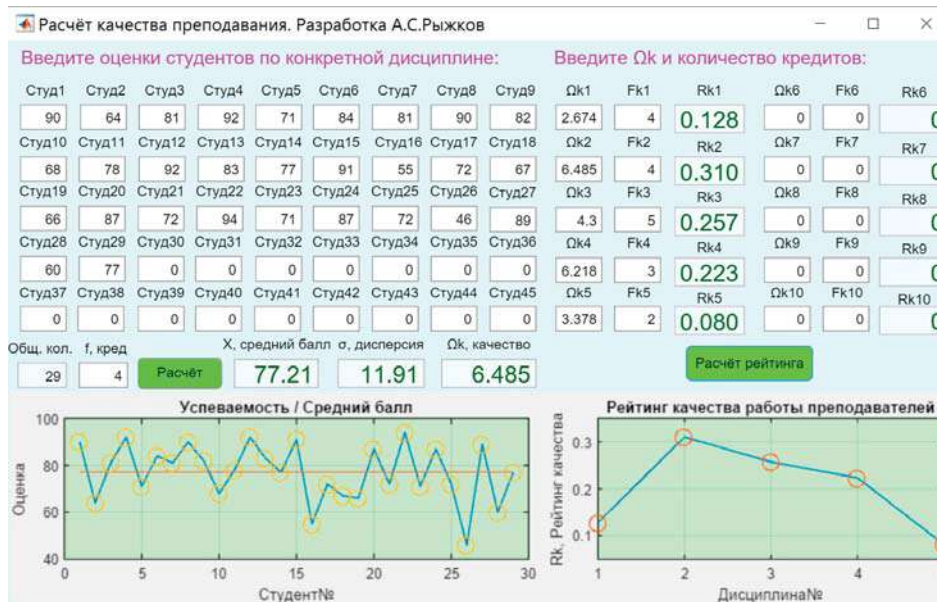 Расчёт качества преподавания. Разработка А.С.Рыжков
Введите оценки студентов по конкретной дисциплине: Введите Ωk и количество кредитов:
Студ1 Студ2 Студ3 Студ4 Студ5 Студ6 Студ7 Студ8 Студ9 Ωk1 Fk1 Rk1 Ωk6 Fk6 Rk6
90 64 81 92 71 84 81 90 82 2.674 4 0.128 0 0
Студ10 Студ11 Студ12 Студ13 Студ14 Студ15 Студ16 Студ17 Студ18 Ωk2 Fk2 Rk2 Ωk7 Fk7 Rk7
68 78 92 83 77 91 55 72 67 6.485 4 0.310 0 0
Студ19 Студ20 Студ21 Студ22 Студ23 Студ24 Студ25 Студ26 Студ27 Ωk3 Fk3 Rk3 Ωk8 Fk8 Rk8
66 87 72 94 71 87 72 46 89 4.3 5 0.257 0 0
Студ28 Студ29 Студ30 Студ31 Студ32 Студ33 Студ34 Студ35 Студ36 Ωk4 Fk4 Rk4 Ωk9 Fk9 Rk9
60 77 0 0 0 0 0 0 0 6.218 3 0.223 0 0
Студ37 Студ38 Студ39 Студ40 Студ41 Студ42 Студ43 Студ44 Студ45 Ωk5 Fk5 Rk5 Ωk10 Fk10 Rk10
0 0 0 0 0 0 0 0 0 3.378 2 0.080 0 0
Общ. кол. f, кред X, средний балл σ, дисперсия Ωk, качество
29 4 Расчёт 77.21 11.91 6.485 Расчёт рейтинга
Успеваемость / Средний балл
100
80
60
40
Оценка
0 5 10 15 20 25 30
Студент№
Рейтинг качества работы преподавателей
0.3
0.2
0.1
Rk, Рейтинг качества
1 2 3 4
Дисциплина№